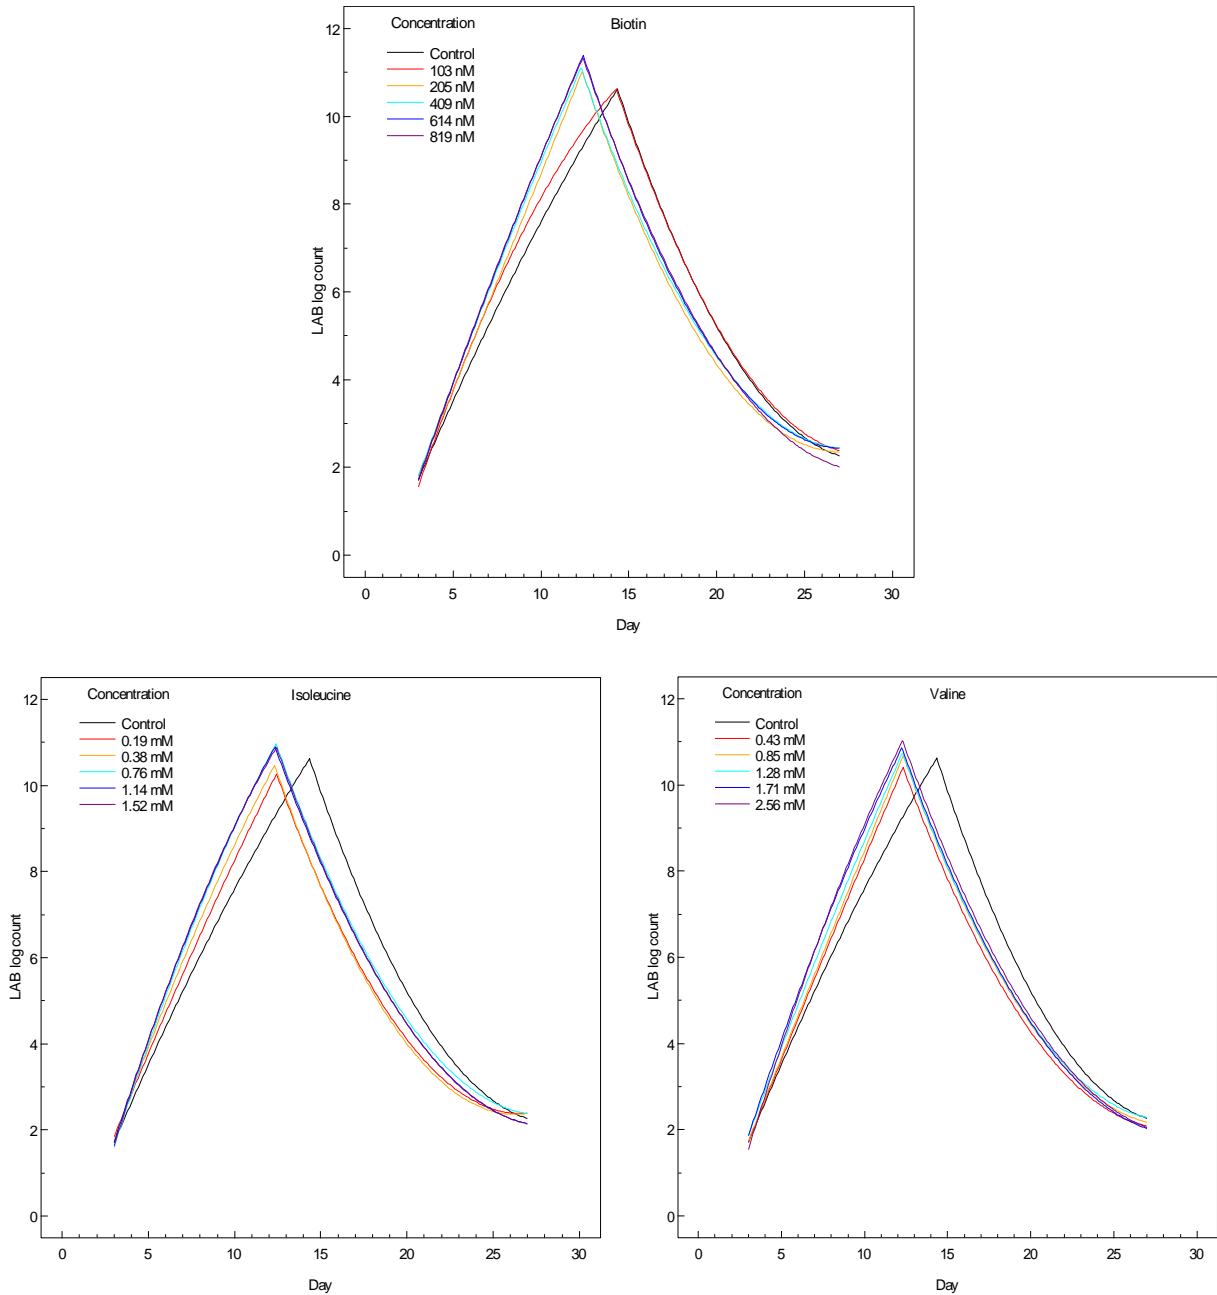 Concentration Biotin
Control
103 nM
205 nM
409 nM
614 nM
819 nM
12
10
8
6
4
2
0
LAB log count
0 5 10 15 20 25 30
Day
Concentration Isoleucine
Control
0.19 mM
0.38 mM
0.76 mM
1.14 mM
1.52 mM
12
10
8
6
4
2
0
LAB log count
0 5 10 15 20 25 30
Day
Concentration Valine
Control
0.43 mM
0.85 mM
1.28 mM
1.71 mM
2.56 mM
12
10
8
6
4
2
0
LAB log count
0 5 10 15 20 25 30
Day